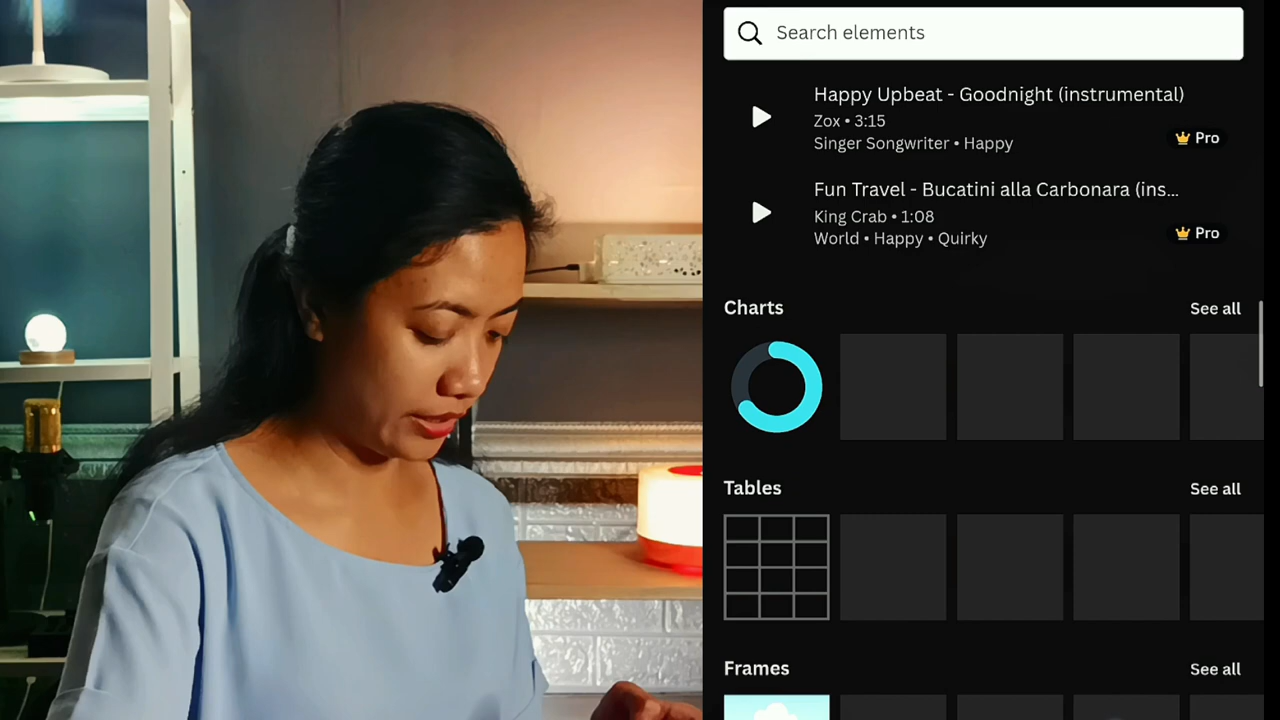 Search elements
Happy Upbeat - Goodnight (instrumental)
Zox • 3:15
Singer Songwriter • Happy
Pro
Fun Travel - Bucatini alla Carbonara (ins...
King Crab • 1:08
World • Happy • Quirky
Pro
Charts
See all
Tables
See all
Frames
See all